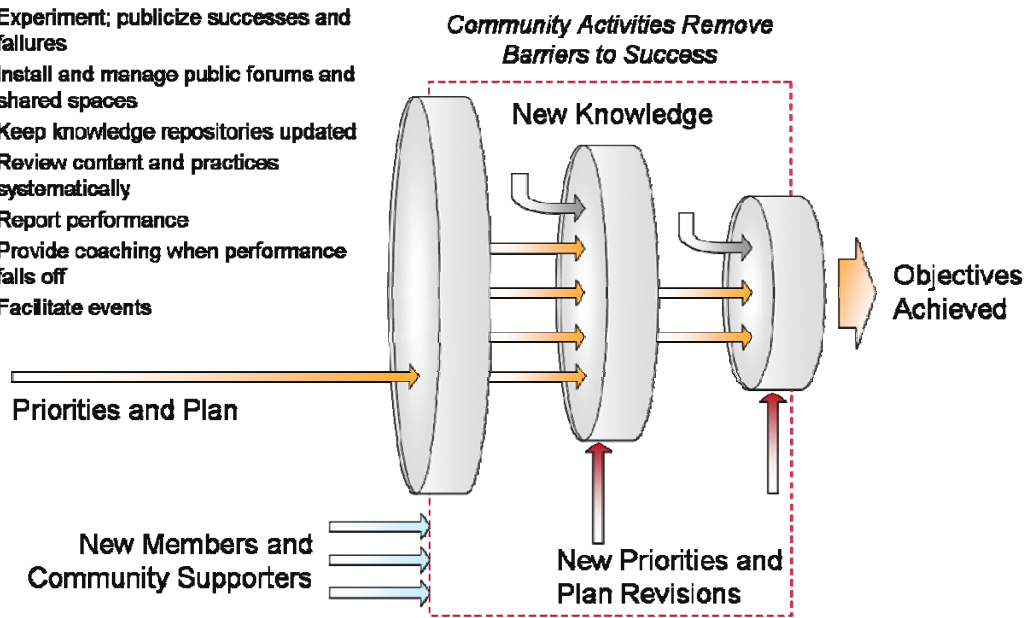 Experiment; publicize successes and
failures
Install and manage public forums and
shared spaces
Keep knowledge repositories updated
Review content and practices
systematically
Report performance
Provide coaching when performance
falls off
Facilitate events
Community Activities Remove
Barriers to Success
New Knowledge
Objectives
Achieved
Priorities and Plan
New Members and
Community Supporters
New Priorities and
Plan Revisions